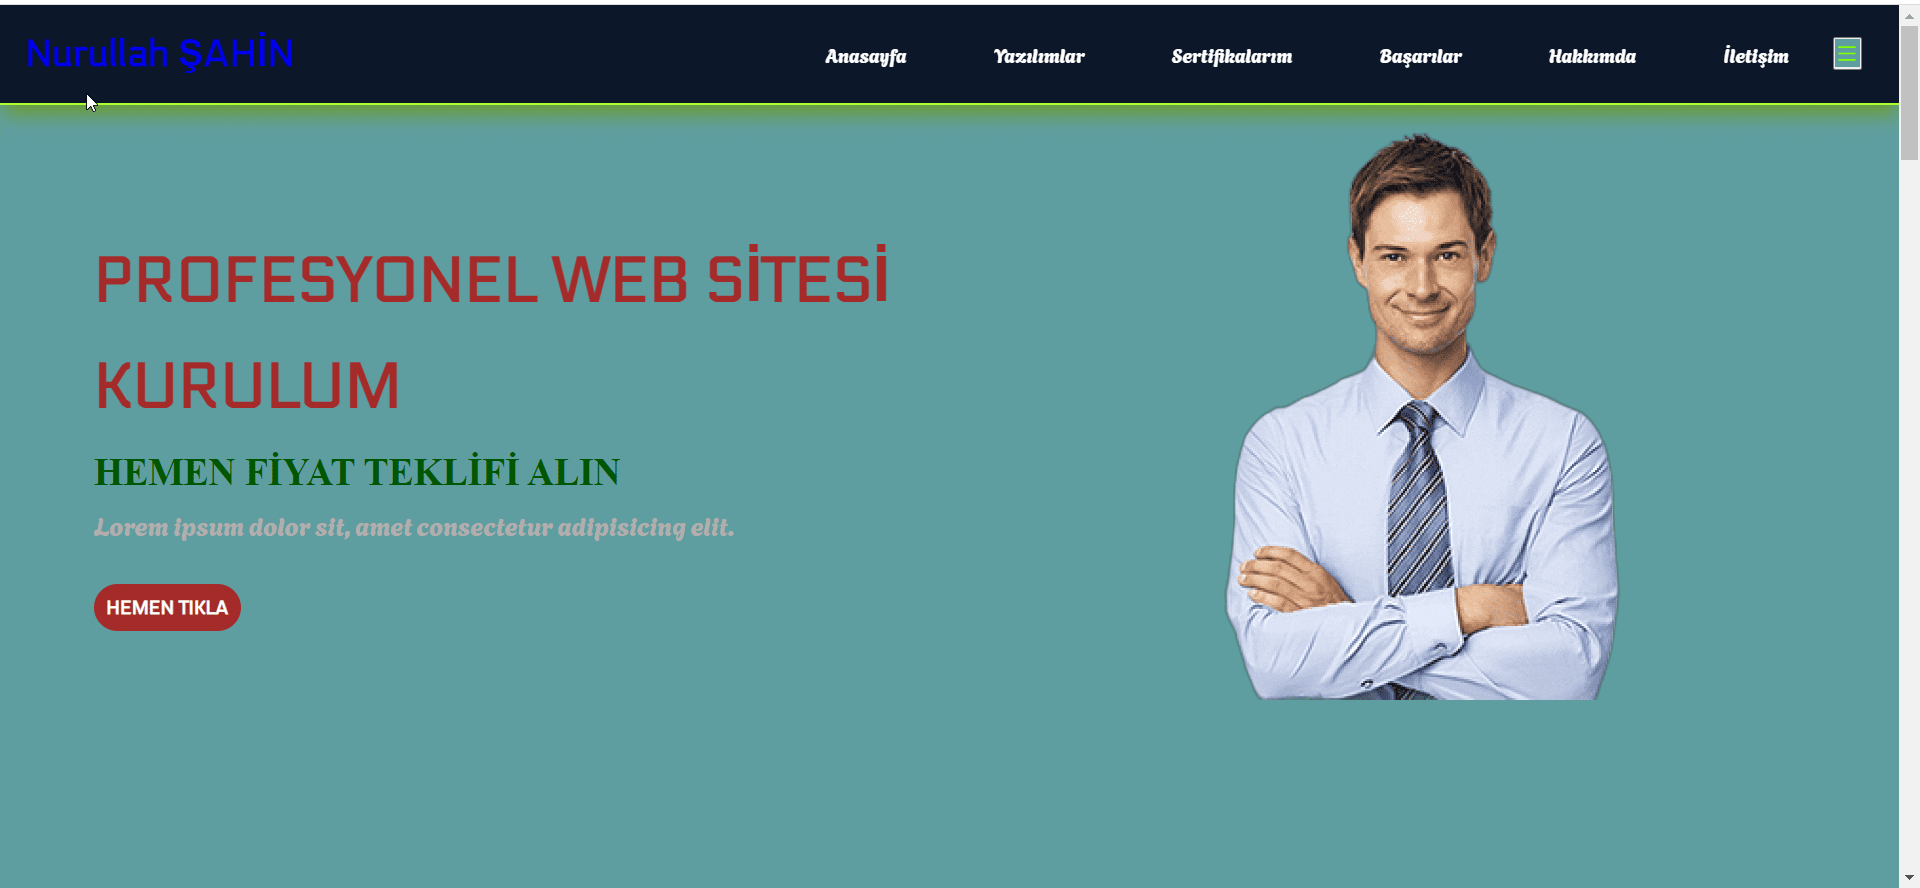 Nurullah ŞAHİN
Anasayfa Yazılımlar Sertifikalarım Başarılar Hakkımda İletişim
PROFESYONEL WEB SİTESİ
KURULUM
HEMEN FİYAT TEKLİFİ ALIN
Lorem ipsum dolor sit, amet consectetur adipisicing elit.
HEMEN TIKLA